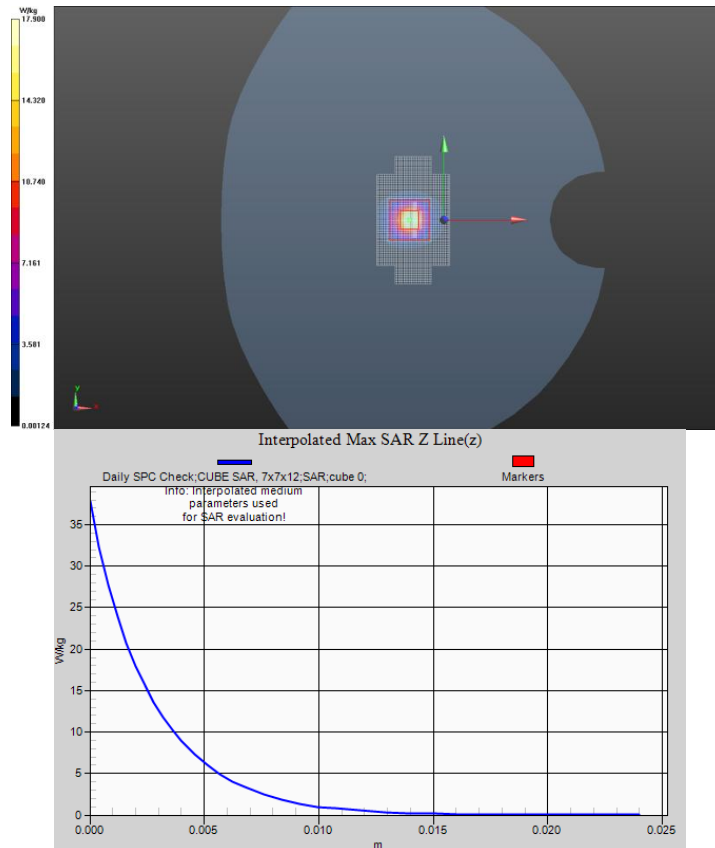 W/kg
17.900
14.320
10.740
7.161
3.581
0.00124
y
x
Interpolated Max SAR Z Line(z)
Daily SPC Check;CUBE SAR, 7x7x12;SAR;cube 0;
Markers
Info: Interpolated medium
parameters used
for SAR evaluation!
35
30
25
20
15
10
5
0
W/kg
0.000
0.005
0.010
0.015
0.020
0.025
m